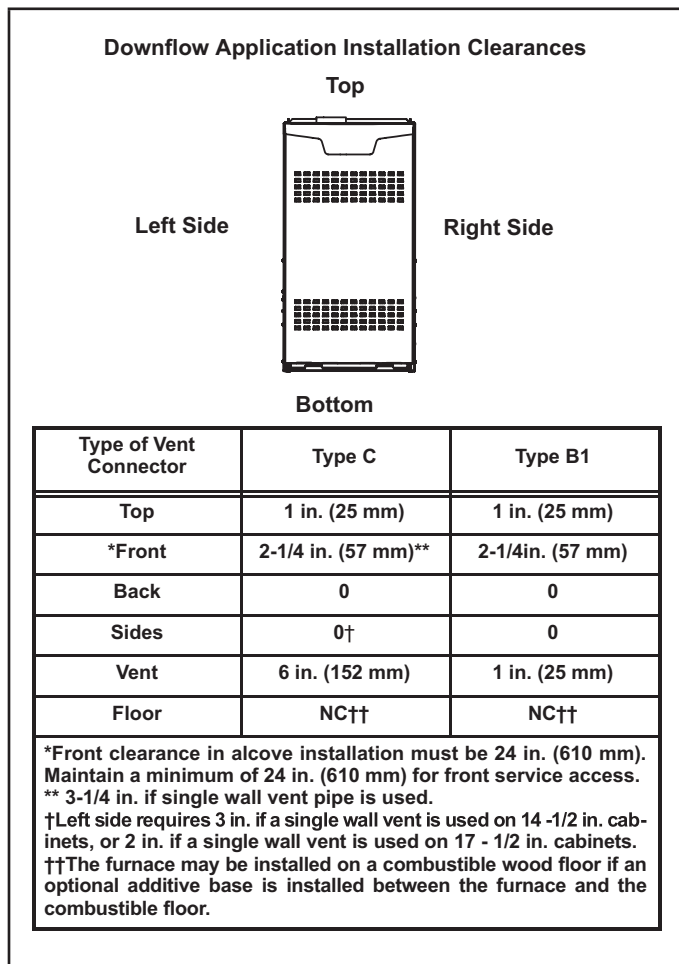 Downflow Application Installation Clearances
Top
Left Side
Right Side
Bottom
Type of Vent Connector | Type C | Type B1
Top | 1 in. (25 mm) | 1 in. (25 mm)
*Front | 2-1/4 in. (57 mm)** | 2-1/4in. (57 mm)
Back | 0 | 0
Sides | 0† | 0
Vent | 6 in. (152 mm) | 1 in. (25 mm)
Floor | NC†† | NC††
*Front clearance in alcove installation must be 24 in. (610 mm).
Maintain a minimum of 24 in. (610 mm) for front service access.
** 3-1/4 in. if single wall vent pipe is used.
†Left side requires 3 in. if a single wall vent is used on 14 -1/2 in. cab-
inets, or 2 in. if a single wall vent is used on 17 - 1/2 in. cabinets.
††The furnace may be installed on a combustible wood floor if an
optional additive base is installed between the furnace and the
combustible floor.